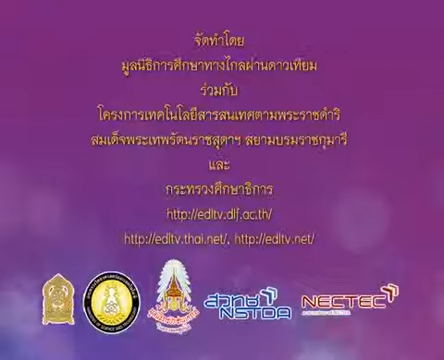 จัดทำโดย
มูลนิธิการศึกษาทางไกลผ่านดาวเทียม
ร่วมกับ
โครงการเทคโนโลยีสารสนเทศตามพระราชดำริ
สมเด็จพระเทพรัตนราชสุดาฯ สยามบรมราชกุมารี
และ
กระทรวงศึกษาธิการ
http://edltv.dlf.ac.th/
http://edltv.thai.net/, http://edltv.net/
สวทช NECTEC
NSTDA